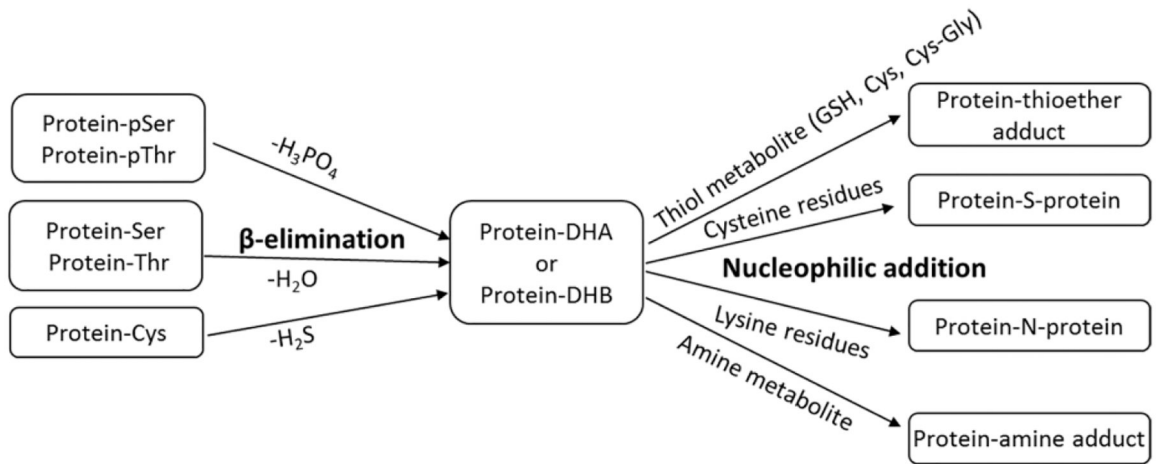 Protein-pSer
Protein-pThr
Protein-Ser
Protein-Thr
Protein-Cys
-H₃PO₄
β-elimination
-H₂O
-H₂S
Protein-DHA
or
Protein-DHB
Thiol metabolite (GSH, Cys, Cys-Gly)
Cysteine residues
Nucleophilic addition
Lysine residues
Amine metabolite
Protein-thioether
adduct
Protein-S-protein
Protein-N-protein
Protein-amine adduct